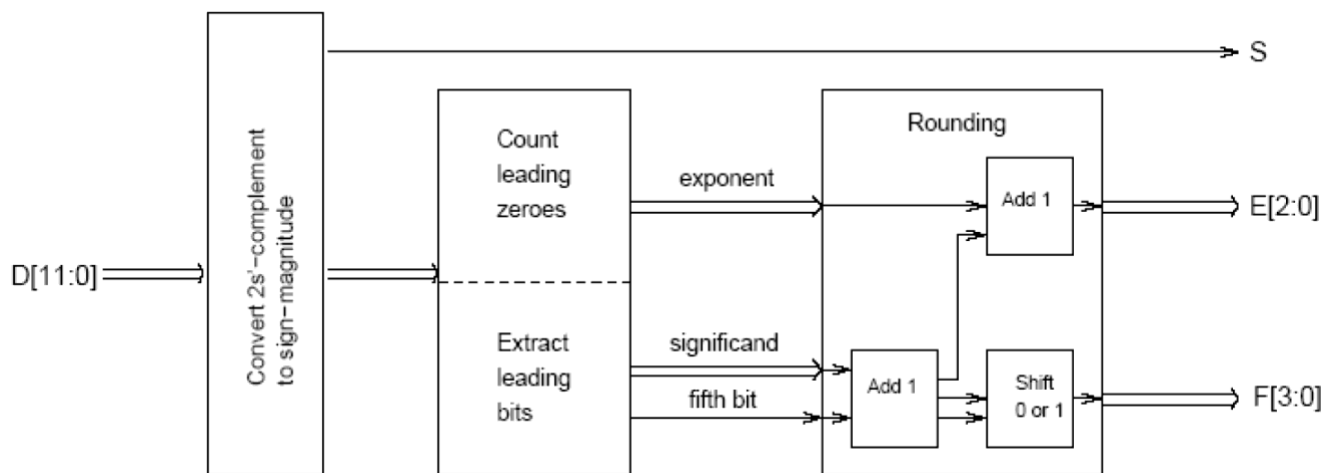 D[11:0]
Convert 2s'-complement
to sign-magnitude
Count
leading
zeroes
Extract
leading
bits
exponent
significand
fifth bit
Rounding
Add 1
Add 1
Shift
0 or 1
S
E[2:0]
F[3:0]